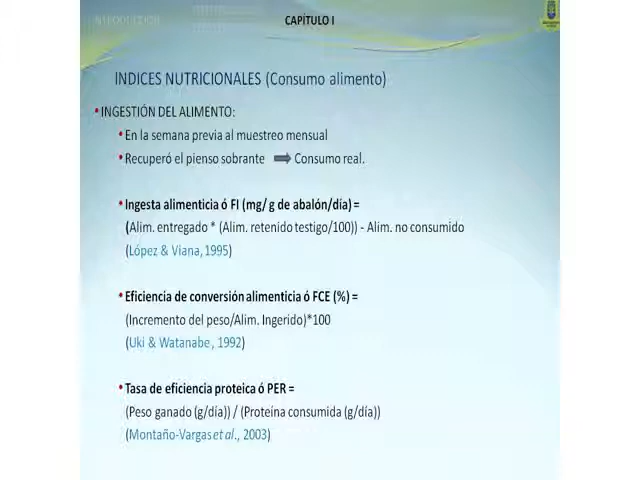 INTRODUCCIÓN
CAPÍTULO I
INDICES NUTRICIONALES (Consumo alimento)
•INGESTIÓN DEL ALIMENTO:
•En la semana previa al muestreo mensual
•Recuperó el pienso sobrante Consumo real.
•Ingesta alimenticia ó FI (mg/ g de abalón/día) =
(Alim. entregado * (Alim. retenido testigo/100)) - Alim. no consumido
(López & Viana, 1995)
•Eficiencia de conversión alimenticia ó FCE (%) =
(Incremento del peso/Alim. Ingerido)*100
(Uki & Watanabe, 1992)
•Tasa de eficiencia proteica ó PER =
(Peso ganado (g/día)) / (Proteína consumida (g/día))
(Montaño-Vargas et al., 2003)